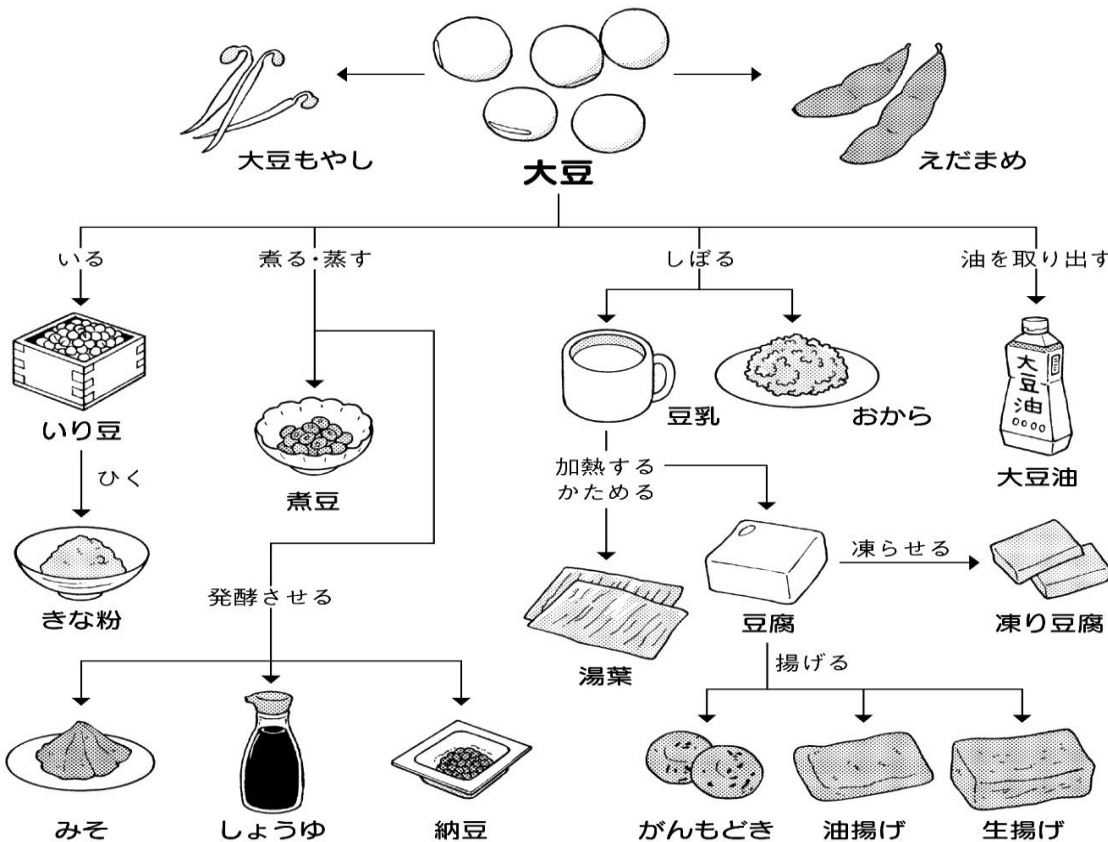 大豆もやし
大豆
えだまめ
いる
煮る・蒸す
しぼる
油を取り出す
いり豆
ひく
きな粉
煮豆
発酵させる
みそ
しょうゆ
納豆
豆乳
おから
加熱する
かためる
湯葉
豆腐
凍らせる
凍り豆腐
揚げる
がんもどき
油揚げ
生揚げ
大豆油
大豆油